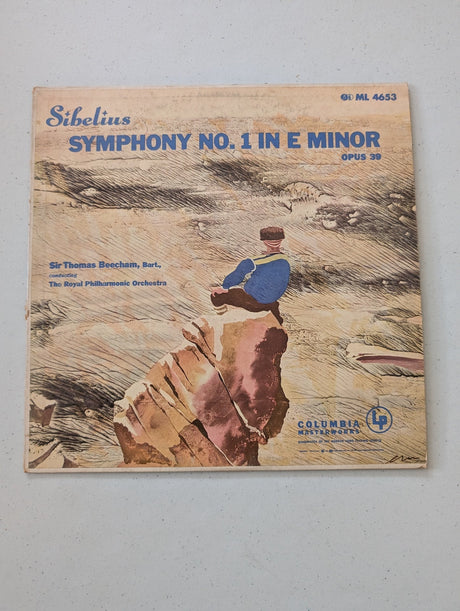 Sibelius
ML 4653
SYMPHONY NO. 1 IN E MINOR
OPUS 39
Sir Thomas Beecham, Bart.,
conducting
The Royal Philharmonic Orchestra
COLUMBIA
MASTERWORKS
LP